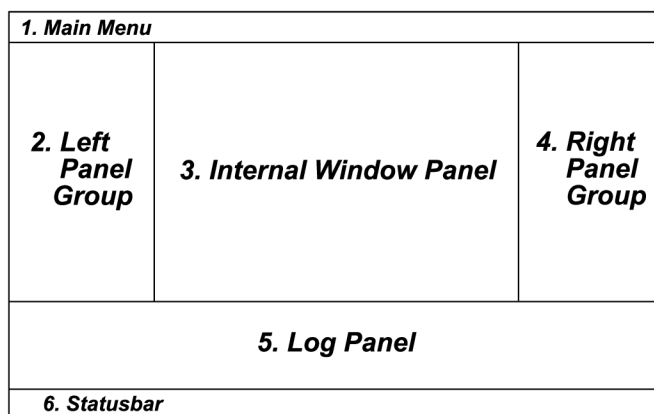 1. Main Menu
2. Left
Panel
Group
3. Internal Window Panel
4. Right
Panel
Group
5. Log Panel
6. Statusbar